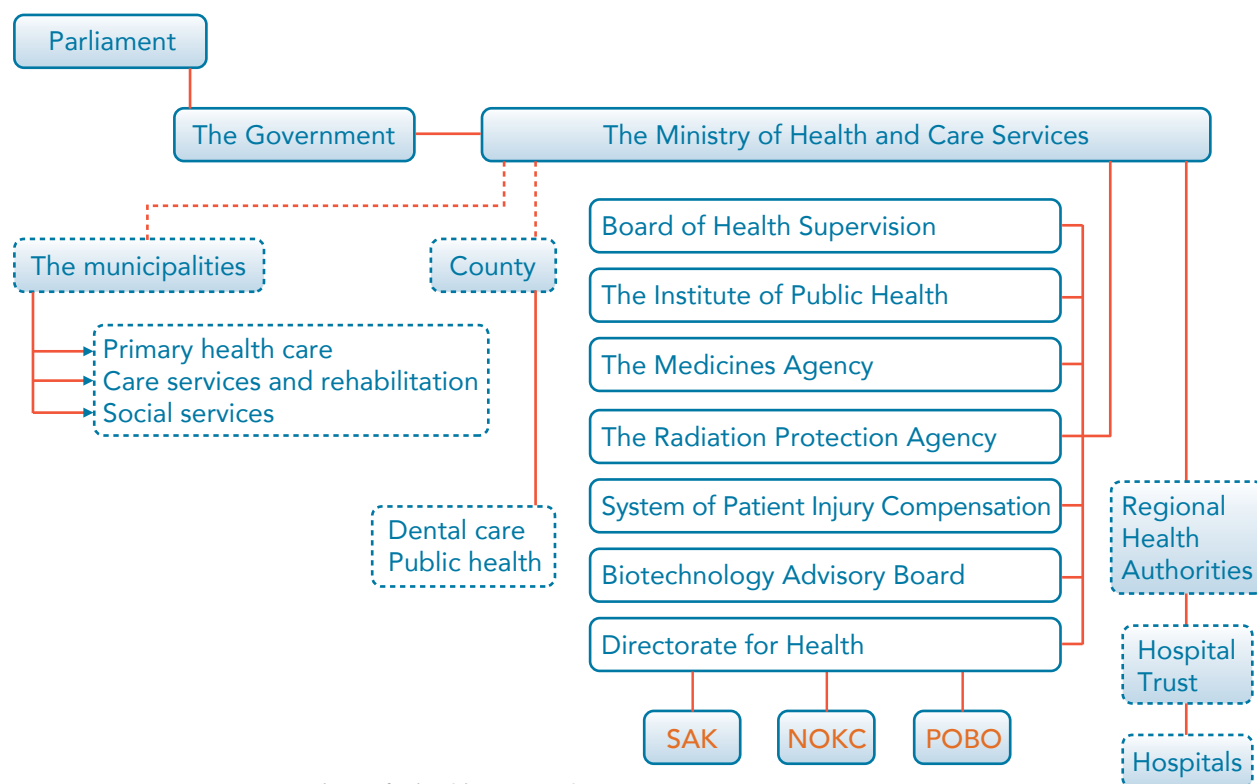 Parliament
The Government
The Ministry of Health and Care Services
The municipalities
Primary health care
Care services and rehabilitation
Social services
County
Dental care
Public health
Board of Health Supervision
The Institute of Public Health
The Medicines Agency
The Radiation Protection Agency
System of Patient Injury Compensation
Biotechnology Advisory Board
Directorate for Health
SAK
NOKC
POBO
Regional
Health
Authorities
Hospital
Trust
Hospitals